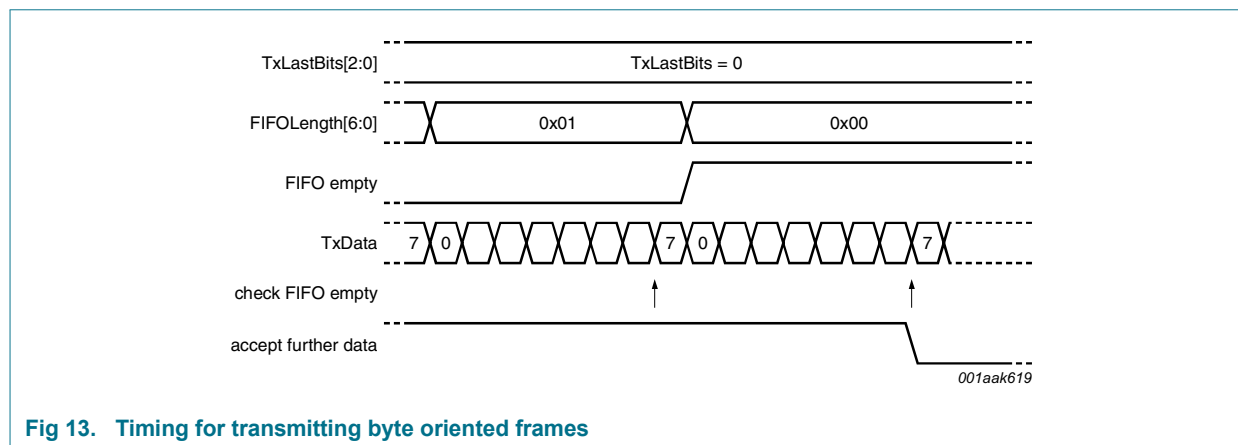 TxLastBits[2:0]
TxLastBits = 0
FIFOLength[6:0]
0x01
0x00
FIFO empty
TxData
7 0 7 0 7
check FIFO empty
accept further data
001aak619
Fig 13. Timing for transmitting byte oriented frames